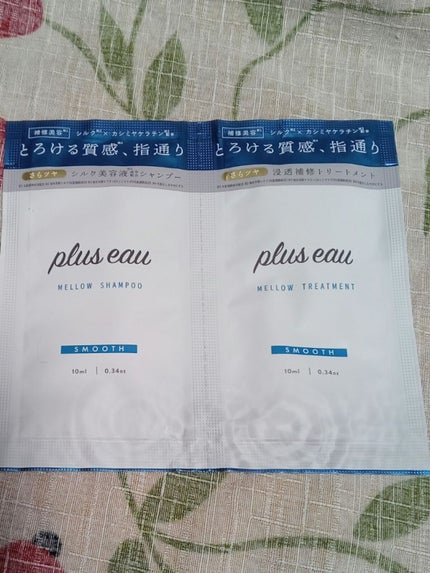 補修美容
シルク × カシミヤケラチン
とろける質感、指通り
さらツヤ シルク美容液 シャンプー
plus eau
MELLOW SHAMPOO
SMOOTH
10ml | 0.34oz
補修美容
シルク × カシミヤケラチン
とろける質感、指通り
さらツヤ 浸透補修トリートメント
plus eau
MELLOW TREATMENT
SMOOTH
10ml | 0.34oz